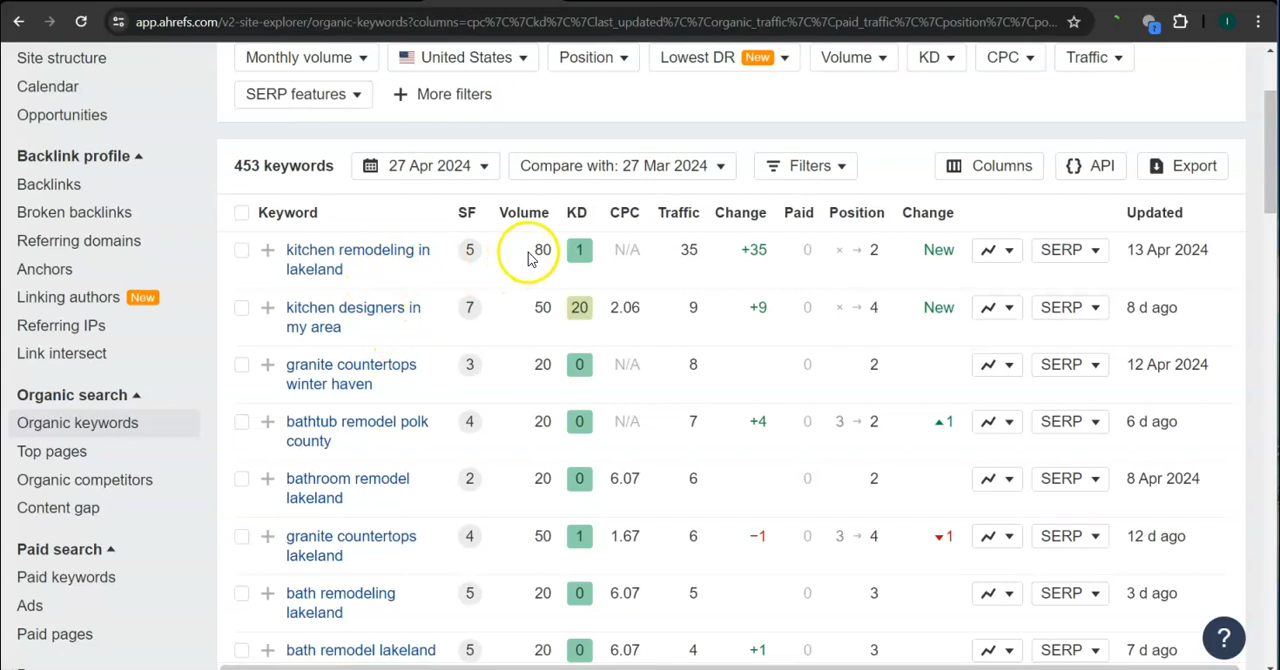 app.ahrefs.com/v2-site-explorer/organic-keywords?columns=cpc%7C%7Ckd%7C%7Clast_updated%7C%7Corganic_traffic%7C%7Cpaid_traffic%7C%7Cposition%7C%7Cpo...
Site structure
Calendar
Opportunities
Backlink profile
Backlinks
Broken backlinks
Referring domains
Anchors
Linking authors New
Referring IPs
Link intersect
Organic search
Organic keywords
Top pages
Organic competitors
Content gap
Paid search
Paid keywords
Ads
Paid pages
Monthly volume United States Position Lowest DR New Volume KD CPC Traffic
SERP features + More filters
453 keywords 27 Apr 2024 Compare with: 27 Mar 2024 Filters Columns {} API Export
Keyword SF Volume KD CPC Traffic Change Paid Position Change Updated
kitchen remodeling in 5 80 1 N/A 35 +35 0 × → 2 New SERP 13 Apr 2024
lakeland
kitchen designers in 7 50 20 2.06 9 +9 0 × → 4 New SERP 8 d ago
my area
granite countertops 3 20 0 N/A 8 0 2 SERP 12 Apr 2024
winter haven
bathtub remodel polk 4 20 0 N/A 7 +4 0 3 → 2 ▲1 SERP 6 d ago
county
bathroom remodel 2 20 0 6.07 6 0 2 SERP 8 Apr 2024
lakeland
granite countertops 4 50 1 1.67 6 −1 0 3 → 4 ▼1 SERP 12 d ago
lakeland
bath remodeling 5 20 0 6.07 5 0 3 SERP 3 d ago
lakeland
bath remodel lakeland 5 20 0 6.07 4 +1 0 3 SERP 7 d ago
?